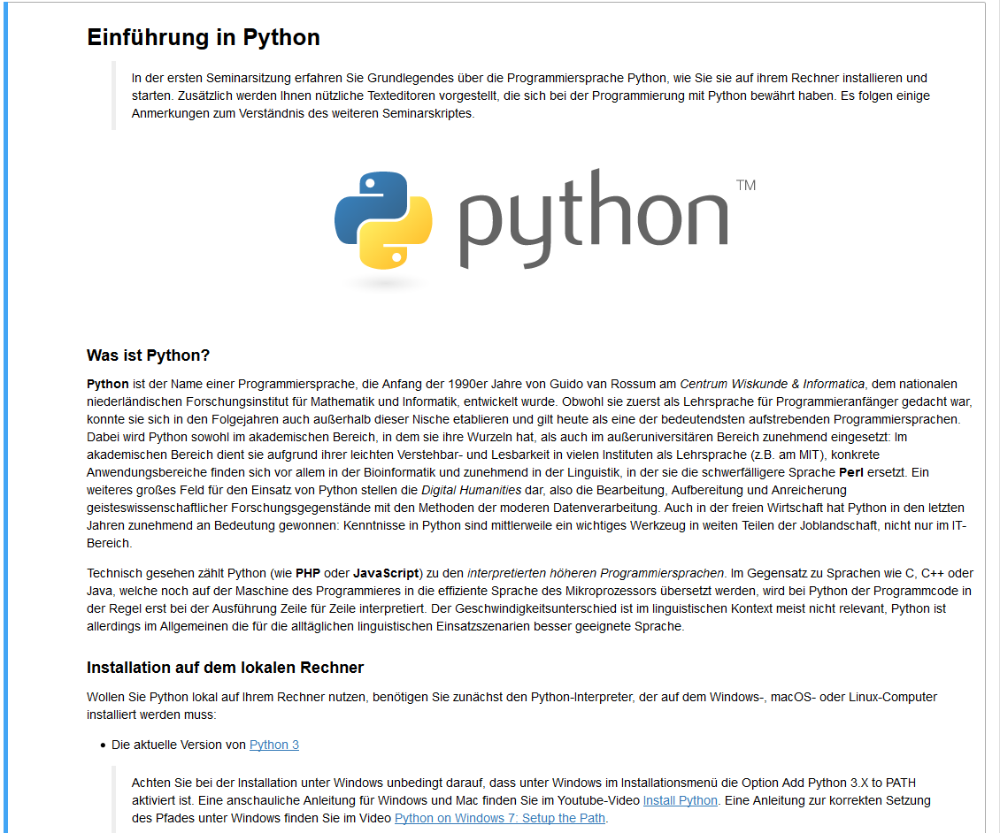 Einführung in Python
In der ersten Seminarsitzung erfahren Sie Grundlegendes über die Programmiersprache Python, wie Sie sie auf ihrem Rechner installieren und
starten. Zusätzlich werden Ihnen nützliche Texteditoren vorgestellt, die sich bei der Programmierung mit Python bewährt haben. Es folgen einige
Anmerkungen zum Verständnis des weiteren Seminarskriptes.
python TM
Was ist Python?
Python ist der Name einer Programmiersprache, die Anfang der 1990er Jahre von Guido van Rossum am Centrum Wiskunde & Informatica, dem nationalen
niederländischen Forschungsinstitut für Mathematik und Informatik, entwickelt wurde. Obwohl sie zuerst als Lehrsprache für Programmieranfänger gedacht war,
konnte sie sich in den Folgejahren auch außerhalb dieser Nische etablieren und gilt heute als eine der bedeutendsten aufstrebenden Programmiersprachen.
Dabei wird Python sowohl im akademischen Bereich, in dem sie ihre Wurzeln hat, als auch im außeruniversitären Bereich zunehmend eingesetzt: Im
akademischen Bereich dient sie aufgrund ihrer leichten Verstehbar- und Lesbarkeit in vielen Instituten als Lehrsprache (z.B. am MIT), konkrete
Anwendungsbereiche finden sich vor allem in der Bioinformatik und zunehmend in der Linguistik, in der sie die schwerfälligere Sprache Perl ersetzt. Ein
weiteres großes Feld für den Einsatz von Python stellen die Digital Humanities dar, also die Bearbeitung, Aufbereitung und Anreicherung
geisteswissenschaftlicher Forschungsgegenstände mit den Methoden der moderen Datenverarbeitung. Auch in der freien Wirtschaft hat Python in den letzten
Jahren zunehmend an Bedeutung gewonnen: Kenntnisse in Python sind mittlerweile ein wichtiges Werkzeug in weiten Teilen der Joblandschaft, nicht nur im IT-
Bereich.
Technisch gesehen zählt Python (wie PHP oder JavaScript) zu den interpretierten höheren Programmiersprachen. Im Gegensatz zu Sprachen wie C, C++ oder
Java, welche noch auf der Maschine des Programmieres in die effiziente Sprache des Mikroprozessors übersetzt werden, wird bei Python der Programmcode in
der Regel erst bei der Ausführung Zeile für Zeile interpretiert. Der Geschwindigkeitsunterschied ist im linguistischen Kontext meist nicht relevant, Python ist
allerdings im Allgemeinen die für die alltäglichen linguistischen Einsatzszenarien besser geeignete Sprache.
Installation auf dem lokalen Rechner
Wollen Sie Python lokal auf Ihrem Rechner nutzen, benötigen Sie zunächst den Python-Interpreter, der auf dem Windows-, macOS- oder Linux-Computer
installiert werden muss:
• Die aktuelle Version von Python 3
Achten Sie bei der Installation unter Windows unbedingt darauf, dass unter Windows im Installationsmenü die Option Add Python 3.X to PATH
aktiviert ist. Eine anschauliche Anleitung für Windows und Mac finden Sie im Youtube-Video Install Python. Eine Anleitung zur korrekten Setzung
des Pfades unter Windows finden Sie im Video Python on Windows 7: Setup the Path.